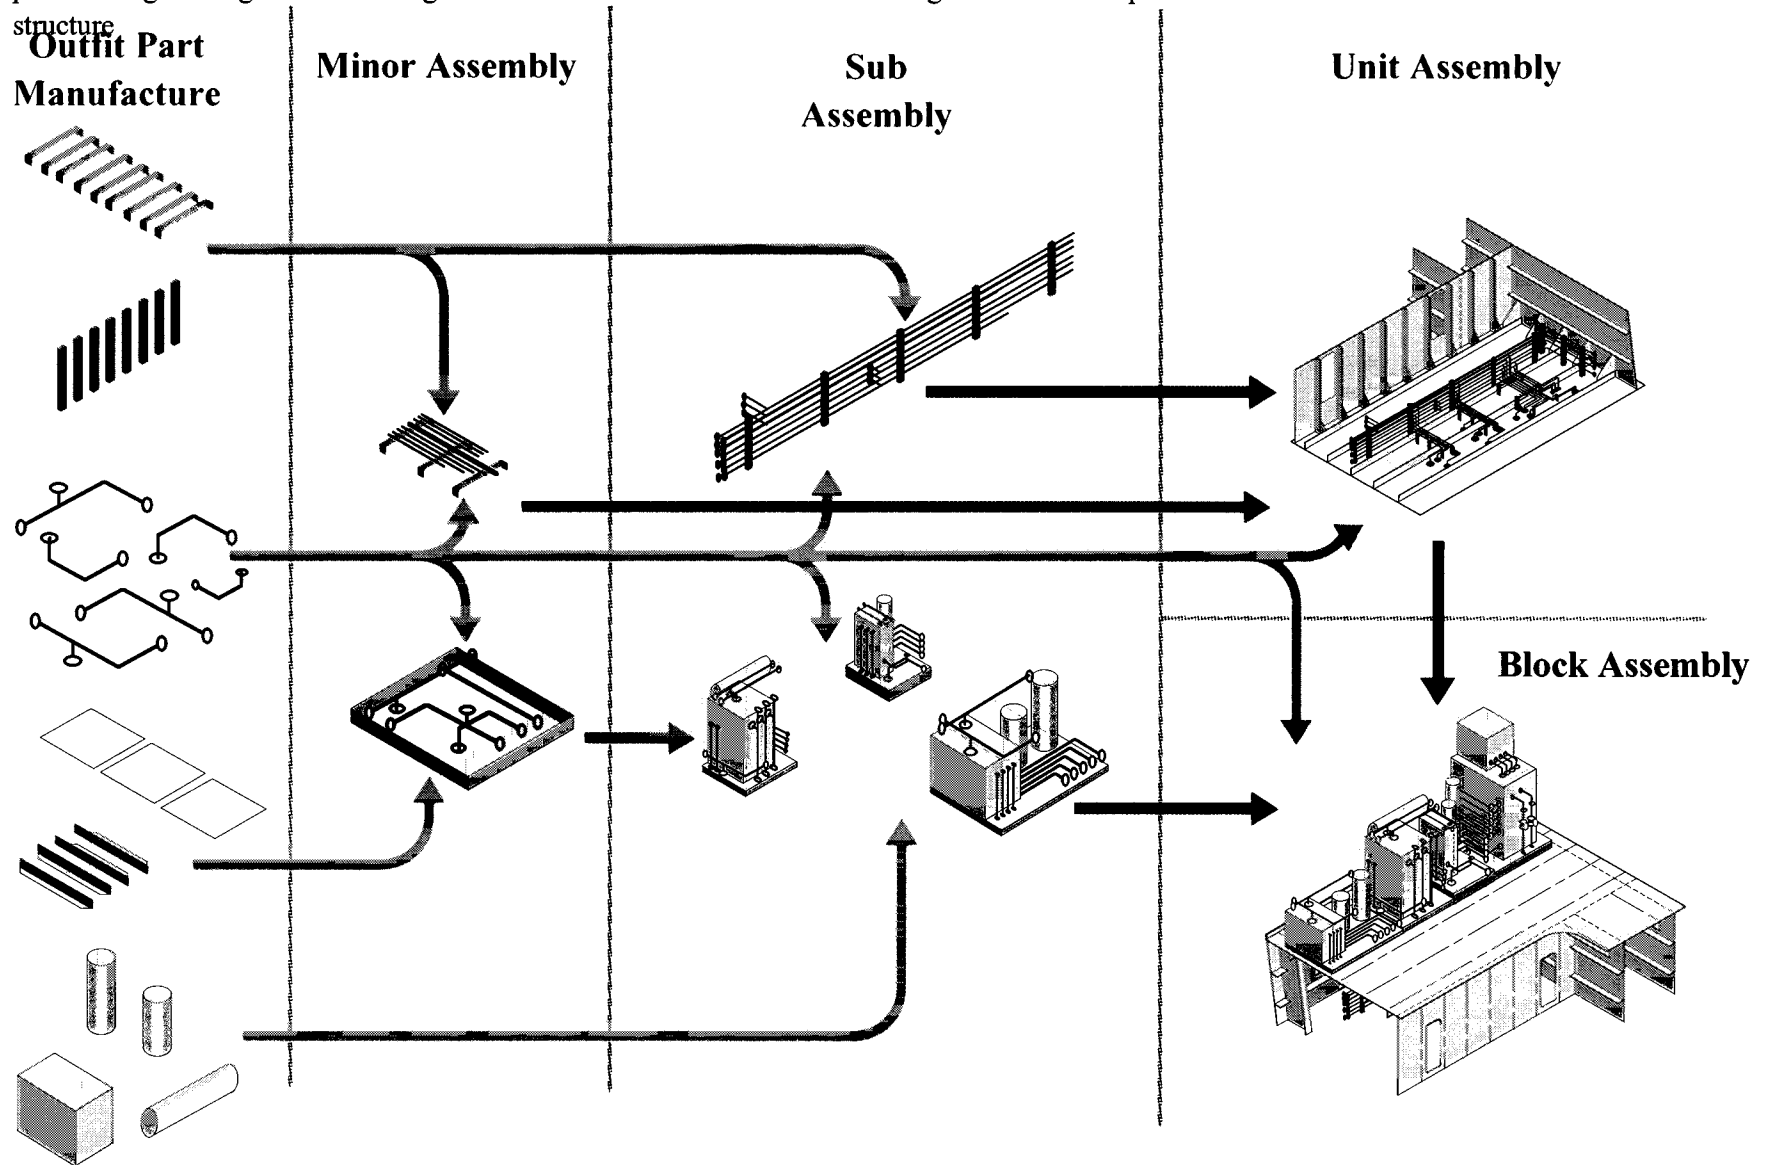 structure
Outfit Part
Manufacture
Minor Assembly
Sub
Assembly
Unit Assembly
Block Assembly